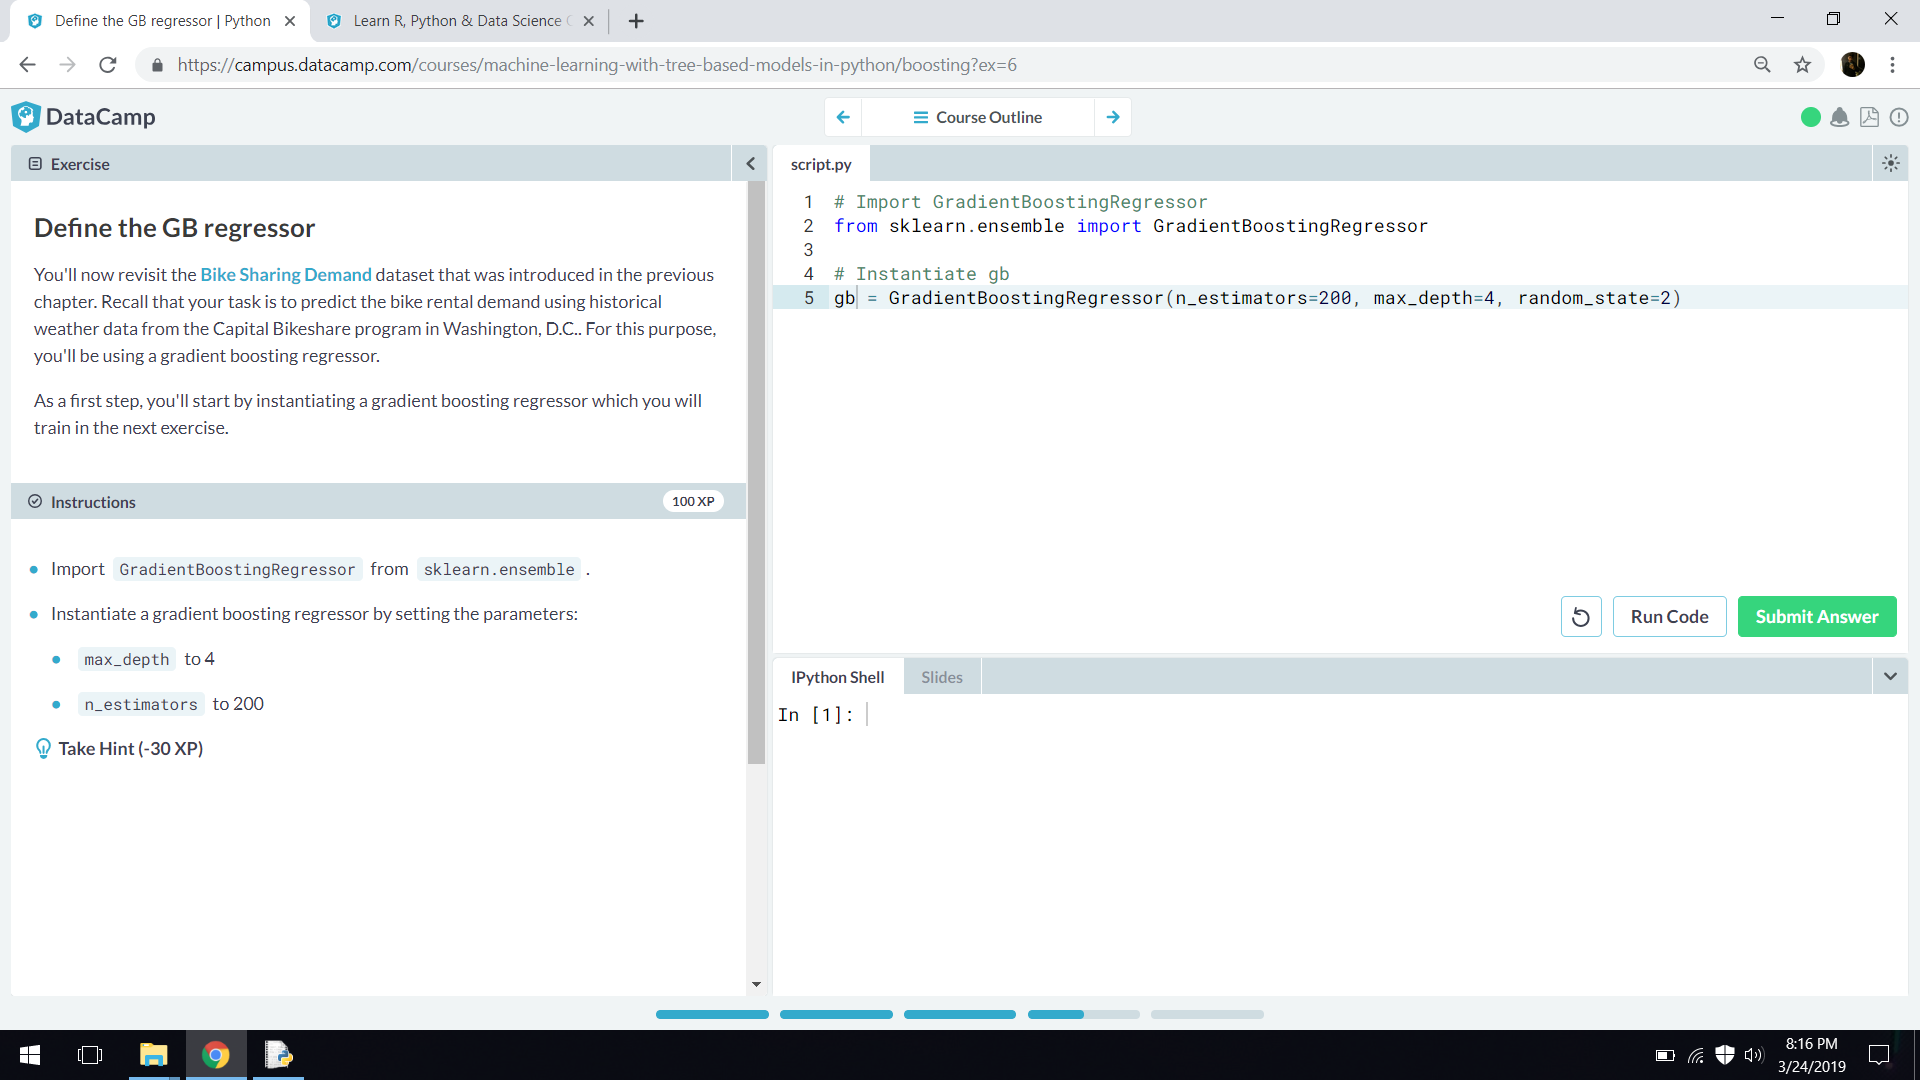 Define the GB regressor | Python
Learn R, Python & Data Science
https://campus.datacamp.com/courses/machine-learning-with-tree-based-models-in-python/boosting?ex=6
DataCamp
Course Outline
Exercise
Define the GB regressor
You'll now revisit the Bike Sharing Demand dataset that was introduced in the previous
chapter. Recall that your task is to predict the bike rental demand using historical
weather data from the Capital Bikeshare program in Washington, D.C.. For this purpose,
you'll be using a gradient boosting regressor.
As a first step, you'll start by instantiating a gradient boosting regressor which you will
train in the next exercise.
Instructions
100 XP
Import GradientBoostingRegressor from sklearn.ensemble .
Instantiate a gradient boosting regressor by setting the parameters:
max_depth to 4
n_estimators to 200
Take Hint (-30 XP)
script.py
1 # Import GradientBoostingRegressor
2 from sklearn.ensemble import GradientBoostingRegressor
3
4 # Instantiate gb
5 gb = GradientBoostingRegressor(n_estimators=200, max_depth=4, random_state=2)
Run Code
Submit Answer
IPython Shell
Slides
In [1]:
8:16 PM
3/24/2019